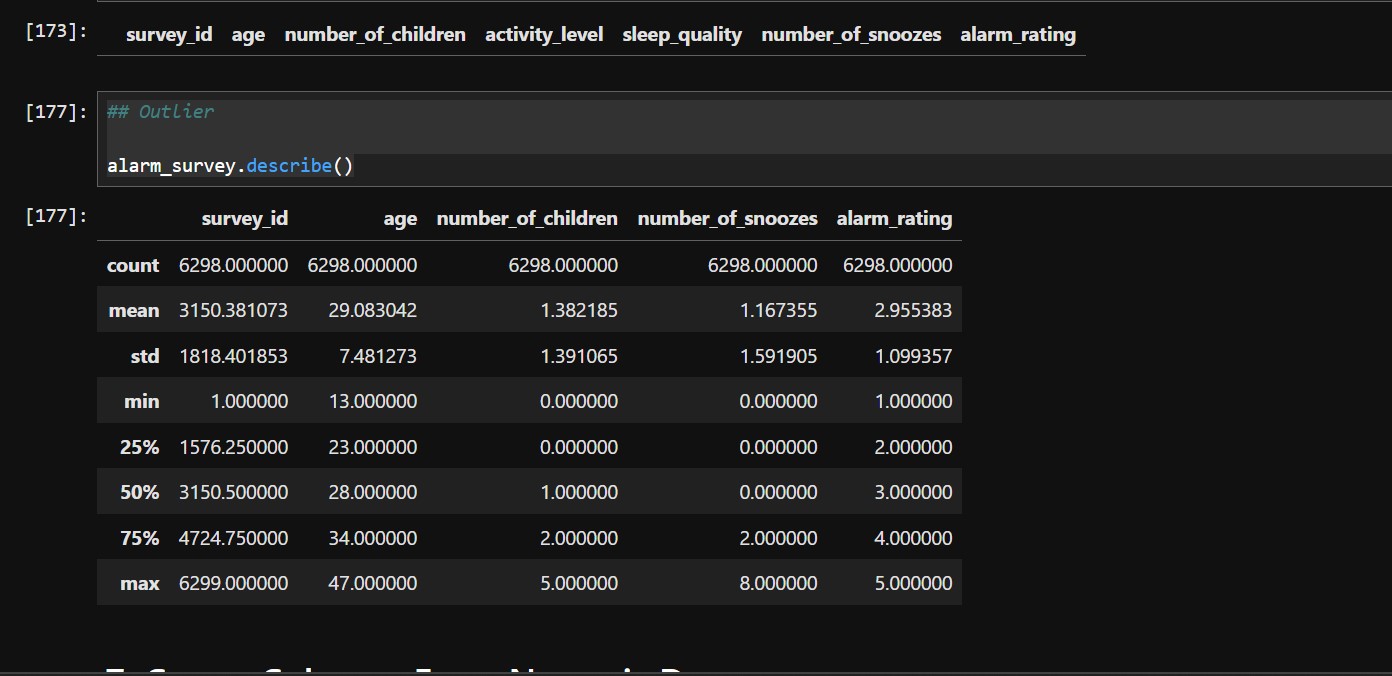 [173]: survey_id age number_of_children activity_level sleep_quality number_of_snoozes alarm_rating
[177]: ## Outlier
alarm_survey.describe()
[177]: survey_id age number_of_children number_of_snoozes alarm_rating
count 6298.000000 6298.000000 6298.000000 6298.000000 6298.000000
mean 3150.381073 29.083042 1.382185 1.167355 2.955383
std 1818.401853 7.481273 1.391065 1.591905 1.099357
min 1.000000 13.000000 0.000000 0.000000 1.000000
25% 1576.250000 23.000000 0.000000 0.000000 2.000000
50% 3150.500000 28.000000 1.000000 0.000000 3.000000
75% 4724.750000 34.000000 2.000000 2.000000 4.000000
max 6299.000000 47.000000 5.000000 8.000000 5.000000